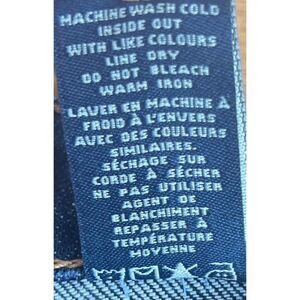 MACHINE WASH COLD
INSIDE OUT
WITH LIKE COLOURS
LINE DRY
DO NOT BLEACH
WARM IRON
LAVER EN MACHINE À
FROID À L'ENVERS
AVEC DES COULEURS
SIMILAIRES.
SÉCHAGE SUR
CORDE À SÉCHER
NE PAS UTILISER
AGENT DE
BLANCHIMENT
REPASSER À
TEMPÉRATURE
MOYENNE